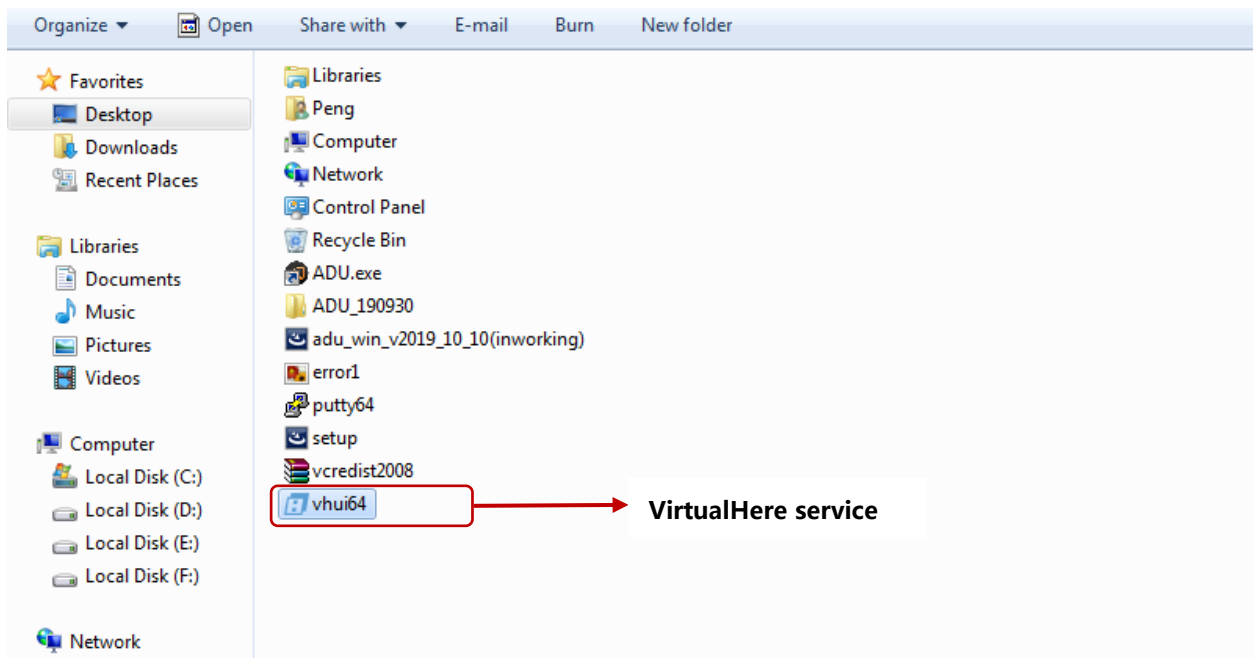 Organize Open Share with E-mail Burn New folder
Favorites
Desktop
Downloads
Recent Places
Libraries
Documents
Music
Pictures
Videos
Computer
Local Disk (C:)
Local Disk (D:)
Local Disk (E:)
Local Disk (F:)
Network
Libraries
Peng
Computer
Network
Control Panel
Recycle Bin
ADU.exe
ADU_190930
adu_win_v2019_10_10(inworking)
error1
putty64
setup
vcredist2008
vhui64
VirtualHere service